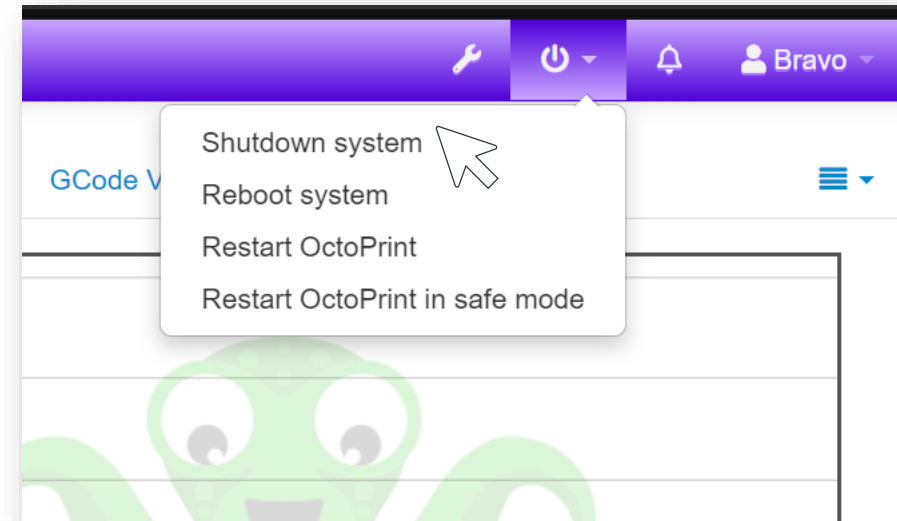 Bravo
Shutdown system
GCode V
Reboot system
Restart OctoPrint
Restart OctoPrint in safe mode